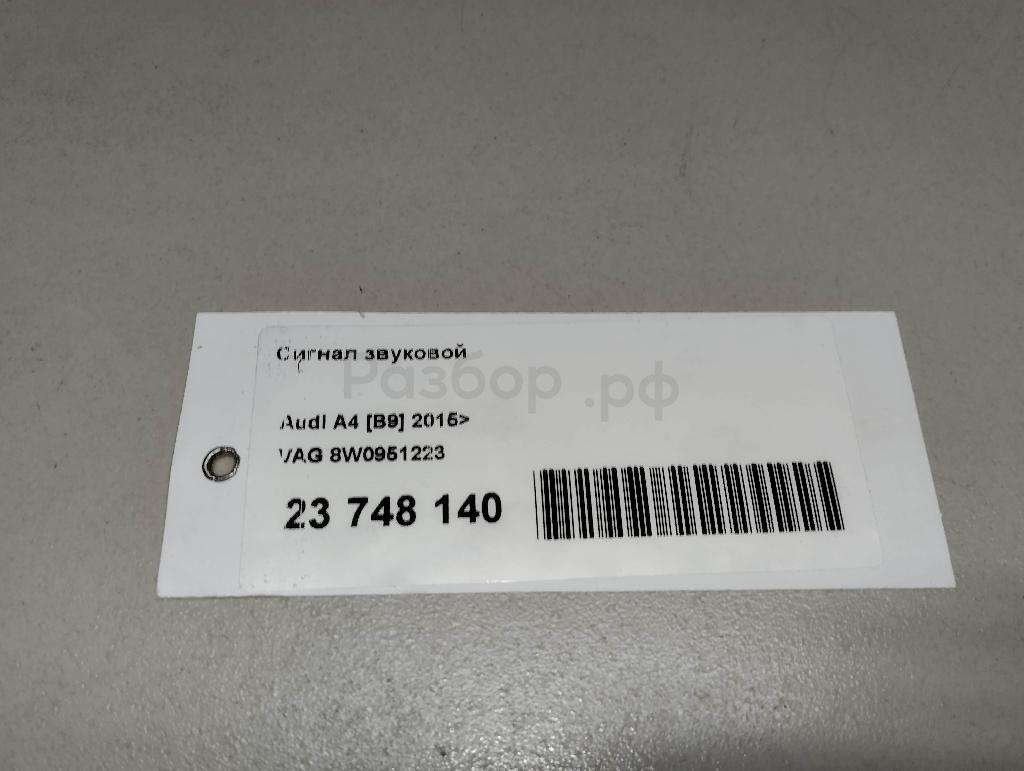 Сигнал звуковой
Разбор.рф
Audi A4 [B9] 2015>
VAG 8W0951223
23 748 140